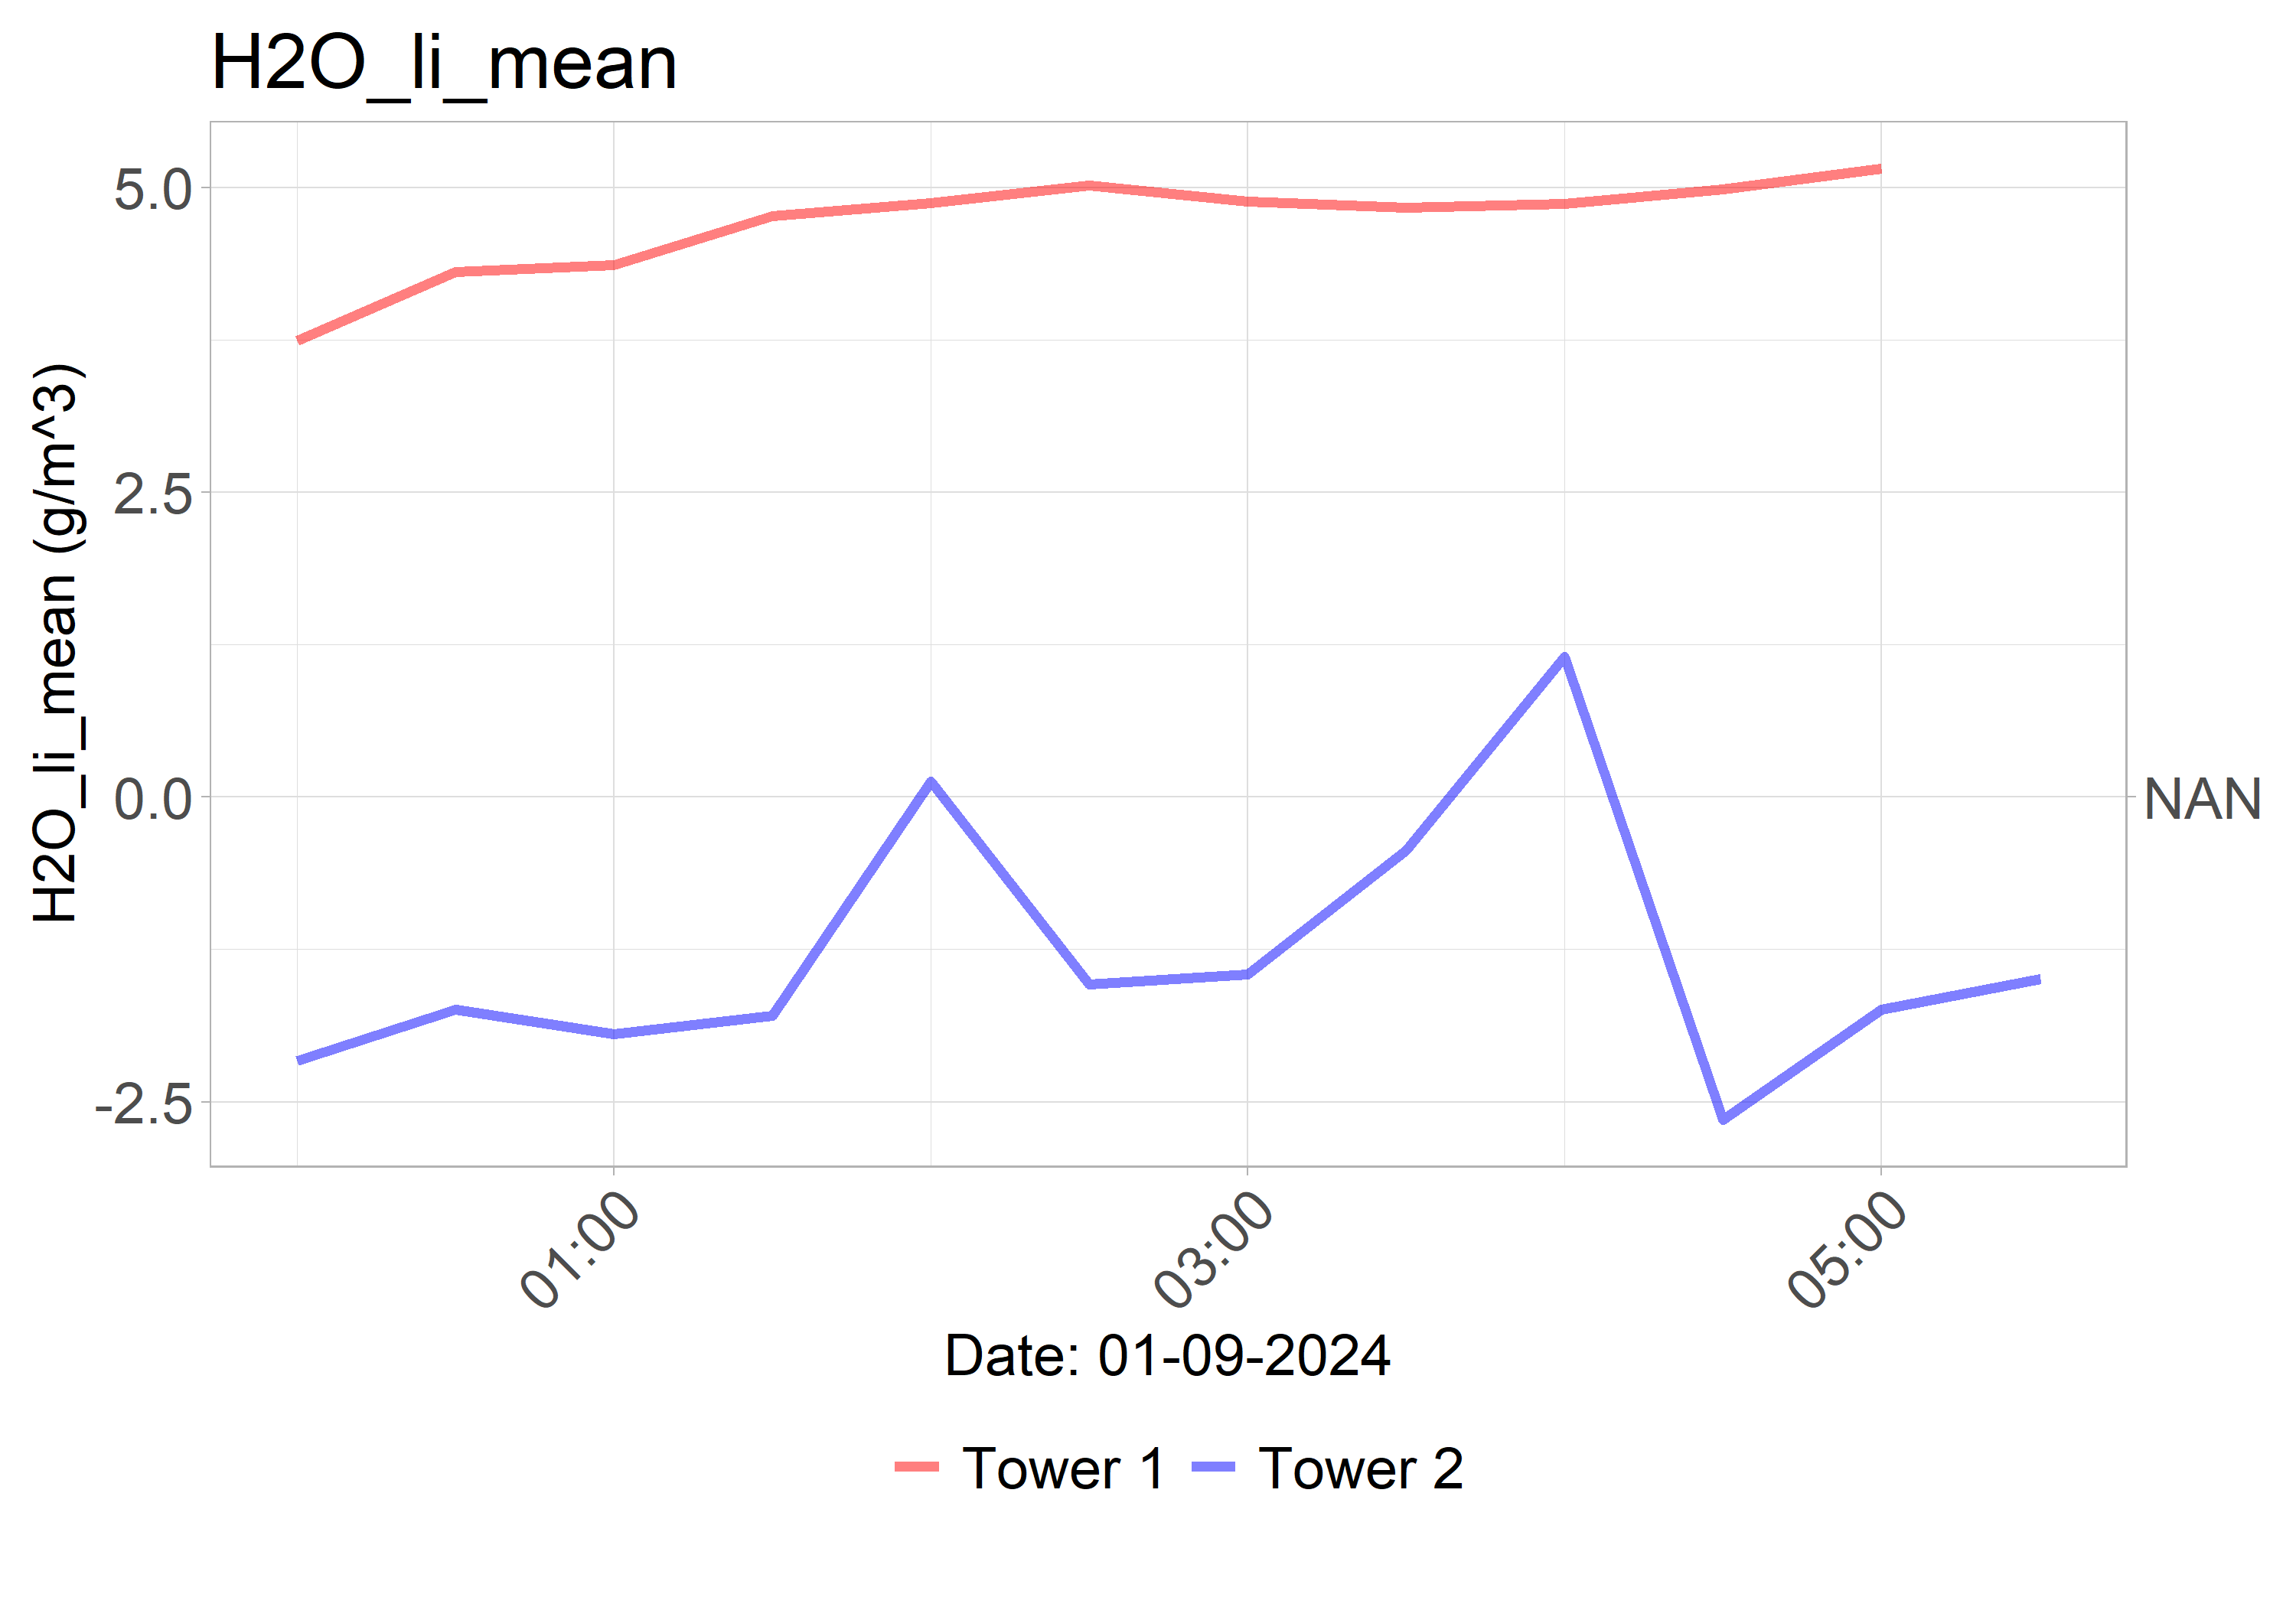 H2O_li_mean
H2O_li_mean (g/m^3)
5.0
2.5
0.0
-2.5
NAN
01:00
03:00
05:00
Date: 01-09-2024
Tower 1
Tower 2